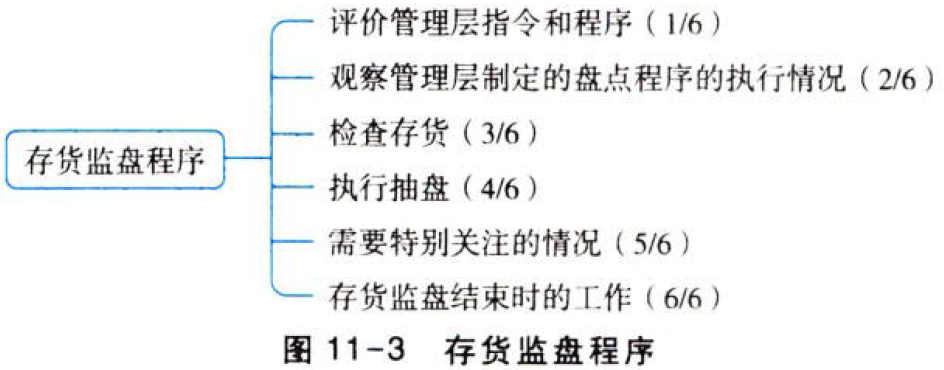 评价管理层指令和程序（1/6）
观察管理层制定的盘点程序的执行情况（2/6）
检查存货（3/6）
存货监盘程序
执行抽盘（4/6）
需要特别关注的情况（5/6）
存货监盘结束时的工作（6/6）
图 11-3 存货监盘程序